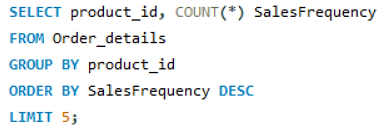 SELECT product_id, COUNT(*) SalesFrequency
FROM Order_details
GROUP BY product_id
ORDER BY SalesFrequency DESC
LIMIT 5;